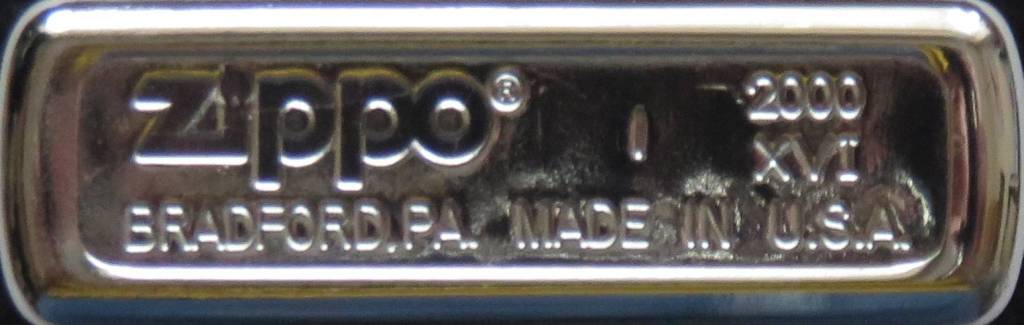 Zippo® I 2000
XVI
BRADFORD, PA. MADE IN U.S.A.